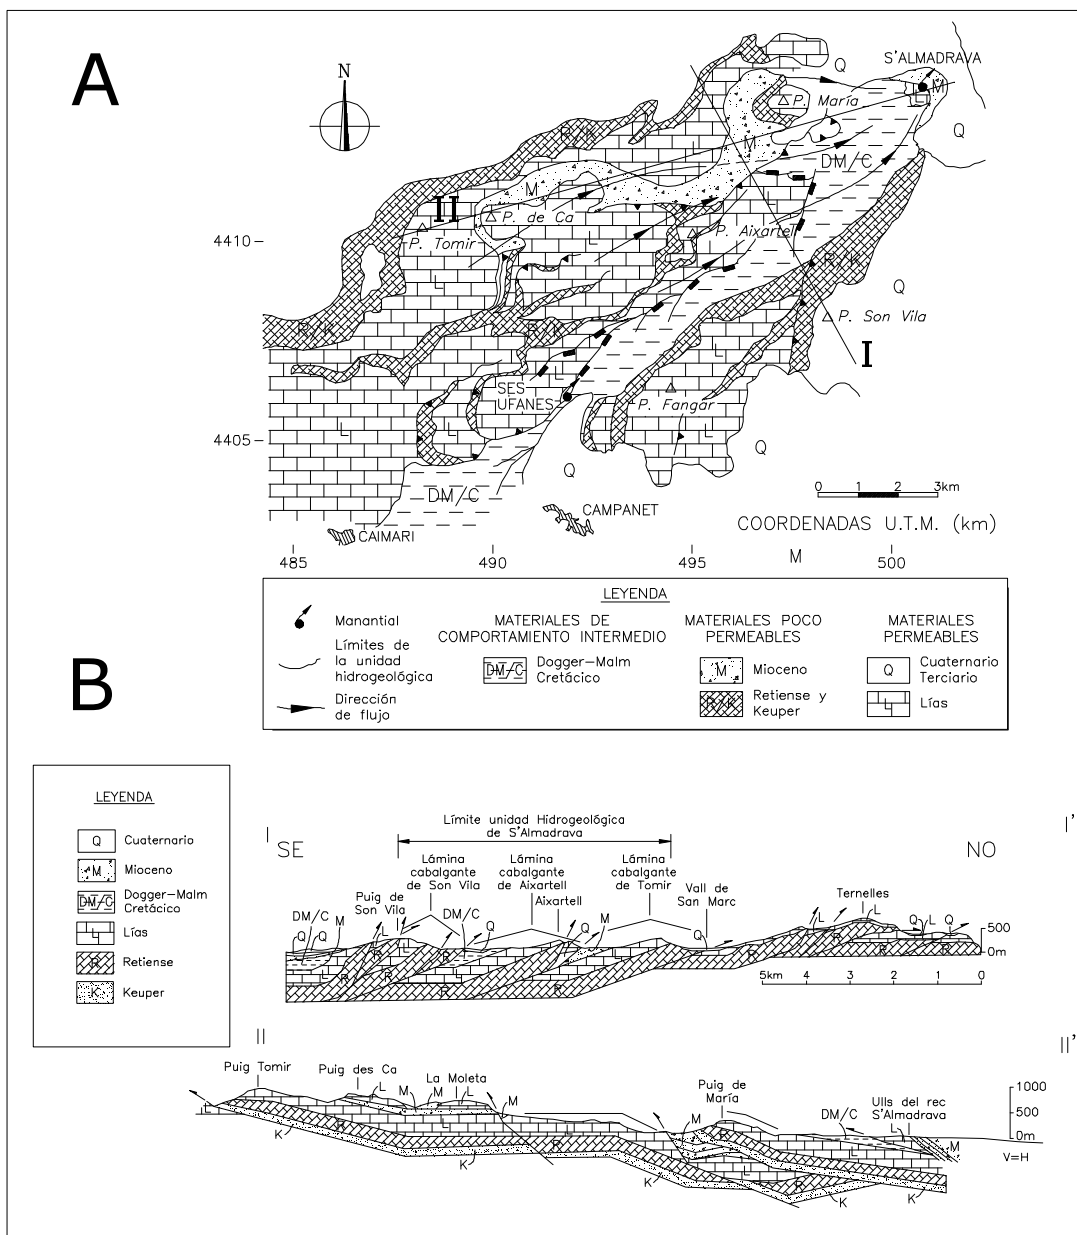 A
N
S'ALMADRAVA
Q
P. María
M
L
Q
R/K
L
M
DM/C
M
II
P. de Ca
L
P. Tomir
L
P. Aixartell
4410
L
L
R/K
Q
R/K
R/K
P. Son Vila
L
I
SES
UFANES
L
P. Fangar
L
L
L
4405
Q
Q
DM/C
0 1 2 3km
CAMPANET
COORDENADAS U.T.M. (km)
CAIMARI
M
485 490 495 500
LEYENDA
Manantial
Límites de
la unidad
hidrogeológica
Dirección
de flujo
MATERIALES DE
COMPORTAMIENTO INTERMEDIO
DM-C Dogger-Malm
Cretácico
MATERIALES POCO
PERMEABLES
M Mioceno
R/K Retiense y
Keuper
MATERIALES
PERMEABLES
Q Cuaternario
Terciario
L Lías
B
LEYENDA
Q Cuaternario
M Mioceno
DM-C Dogger-Malm
Cretácico
L Lías
R Retiense
K Keuper
I I'
Límite unidad Hidrogeológica
de S'Almadrava
SE NO
Lámina
cabalgante
de Son Vila
Lámina
cabalgante
de Aixartell
Lámina
cabalgante
de Tomir
Puig de
Son Vila
DM/C
Aixartell
Vall de
San Marc
Ternelles
DM/C M
Q Q
L
Q
Q M
Q
L L
Q L Q
500
0m
L R R L R R L R R R R R R
5km 4 3 2 1 0
II II'
Puig Tomir
Puig des Ca
La Moleta
L M M L M
Puig de
María
M
DM/C
Ulls del rec
S'Almadrava
L
M
1000
500
0m
V=H
L
K R L K R L K R L R K L K